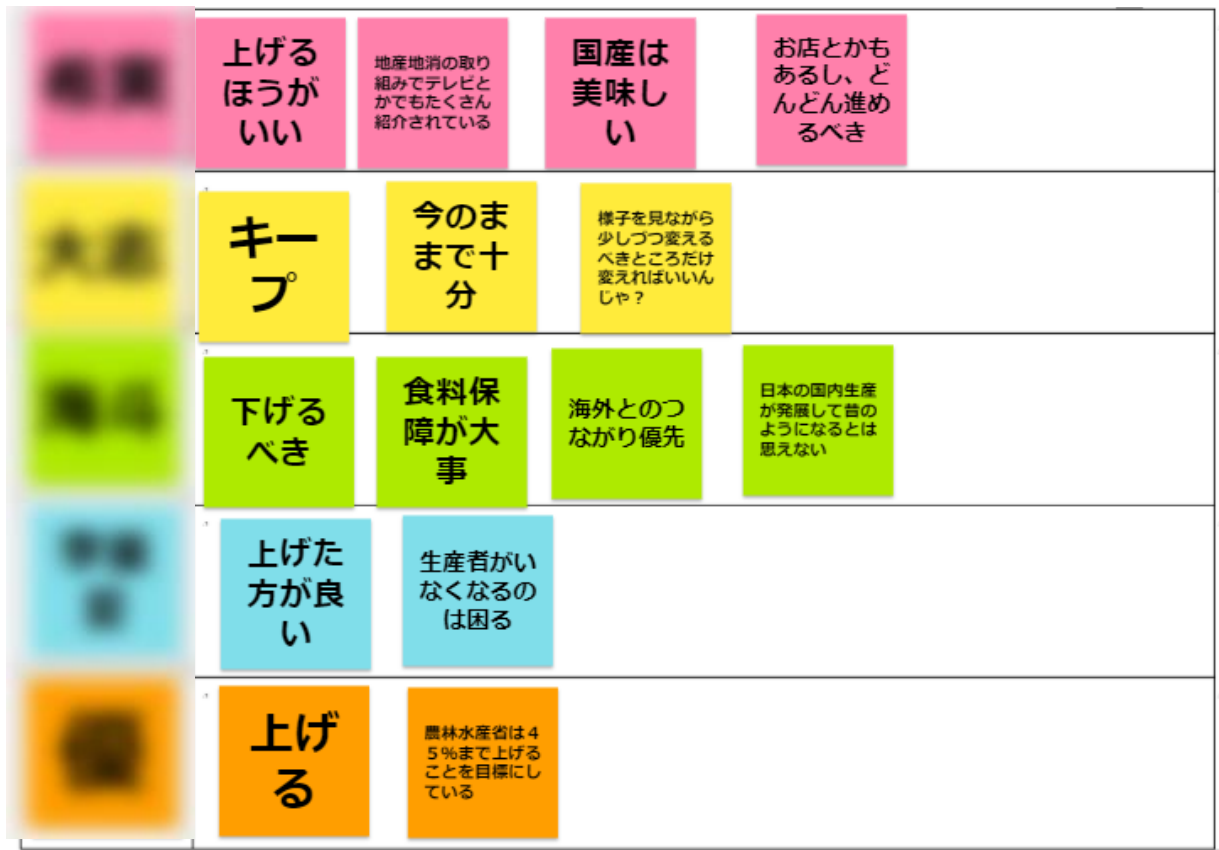 上げる
ほうが
いい
地産地消の取り
組みでテレビと
かでもたくさん
紹介されている
国産は
美味し
い
お店とかも
あるし、ど
んどん進め
るべき
キー
プ
今のま
まで十
分
様子を見ながら
少しづつ変える
べきところだけ
変えればいいん
じゃ？
下げる
べき
食料保
障が大
事
海外とのつ
ながり優先
日本の国内生産
が発展して昔の
ようになるとは
思えない
上げた
方が良
い
生産者がい
なくなるの
は困る
上げ
る
農林水産省は４
５％まで上げる
ことを目標にし
ている